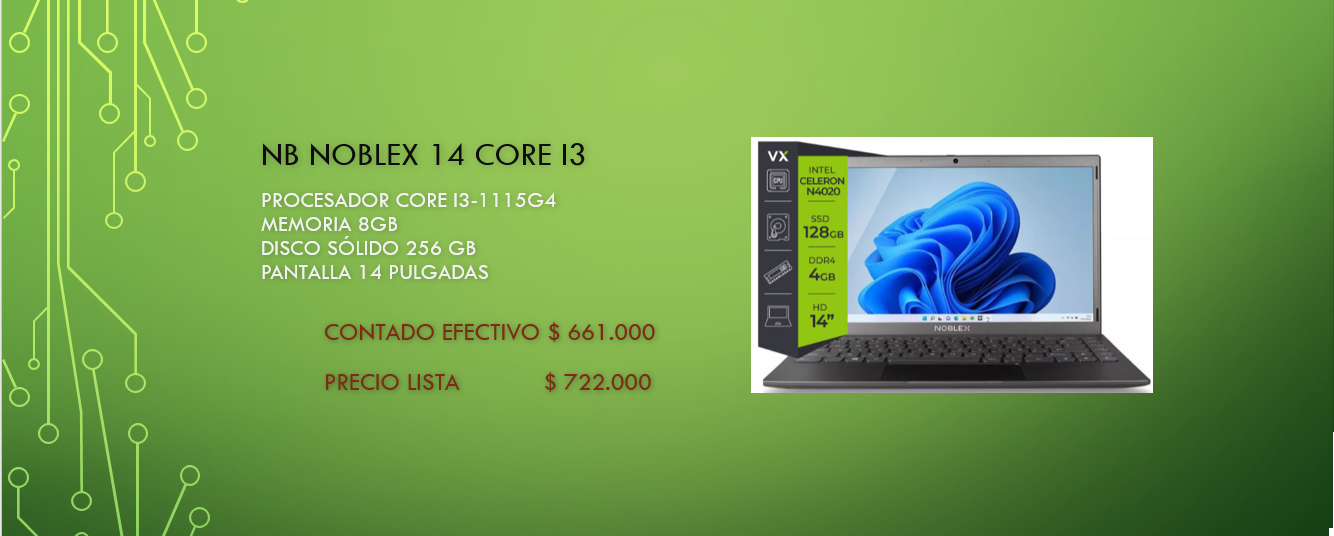 NB NOBLEX 14 CORE I3
PROCESADOR CORE I3-1115G4
MEMORIA 8GB
DISCO SÓLIDO 256 GB
PANTALLA 14 PULGADAS
CONTADO EFECTIVO $ 661.000
PRECIO LISTA $ 722.000
VX
CPU
INTEL
CELERON
N4020
SSD
128GB
DDR4
4GB
HD
14”
NOBLEX